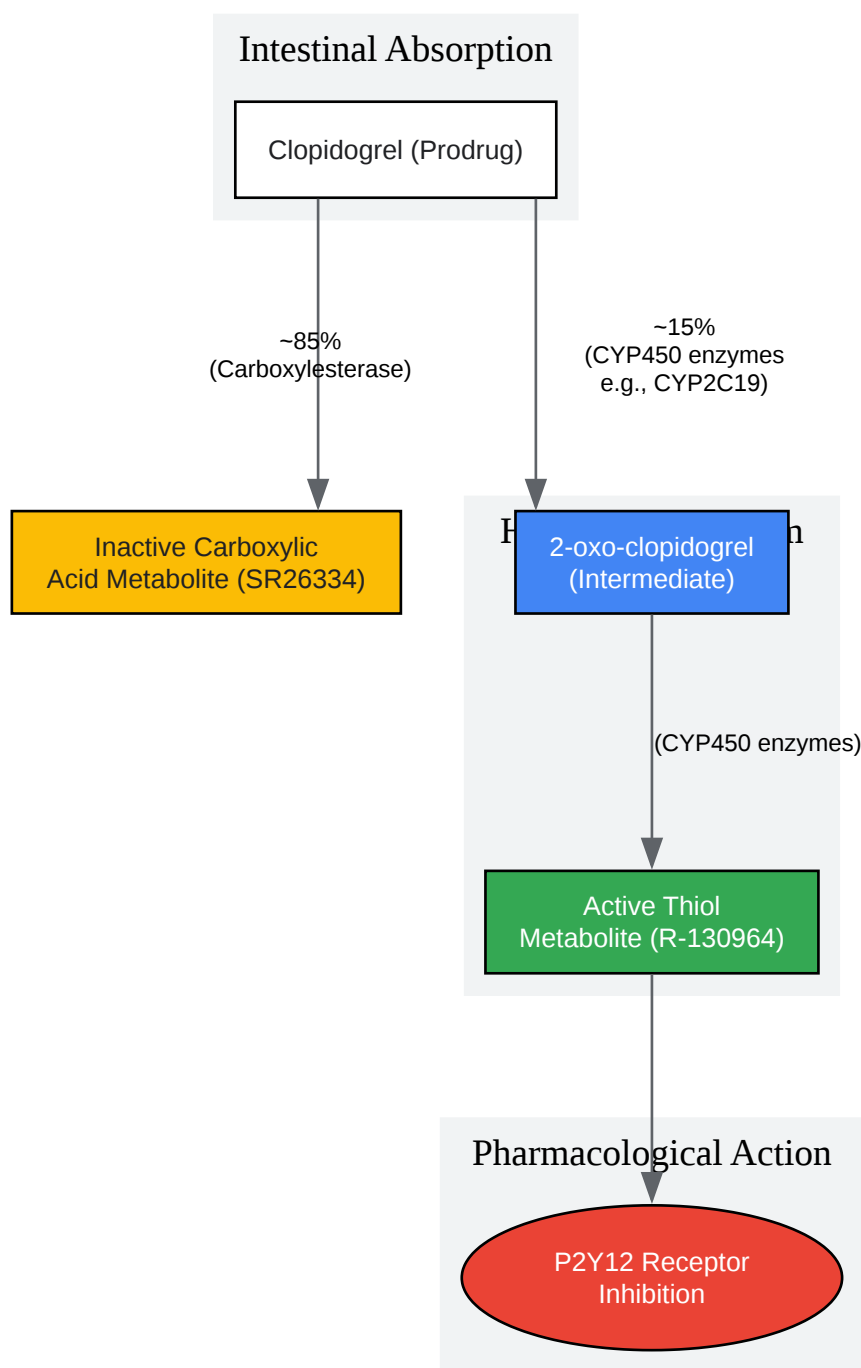 Intestinal Absorption
Clopidogrel (Prodrug)
~85%
(Carboxylesterase)
~15%
(CYP450 enzymes
e.g., CYP2C19)
Inactive Carboxylic
Acid Metabolite (SR26334)
2-oxo-clopidogrel
(Intermediate)
(CYP450 enzymes)
Active Thiol
Metabolite (R-130964)
Pharmacological Action
P2Y12 Receptor
Inhibition